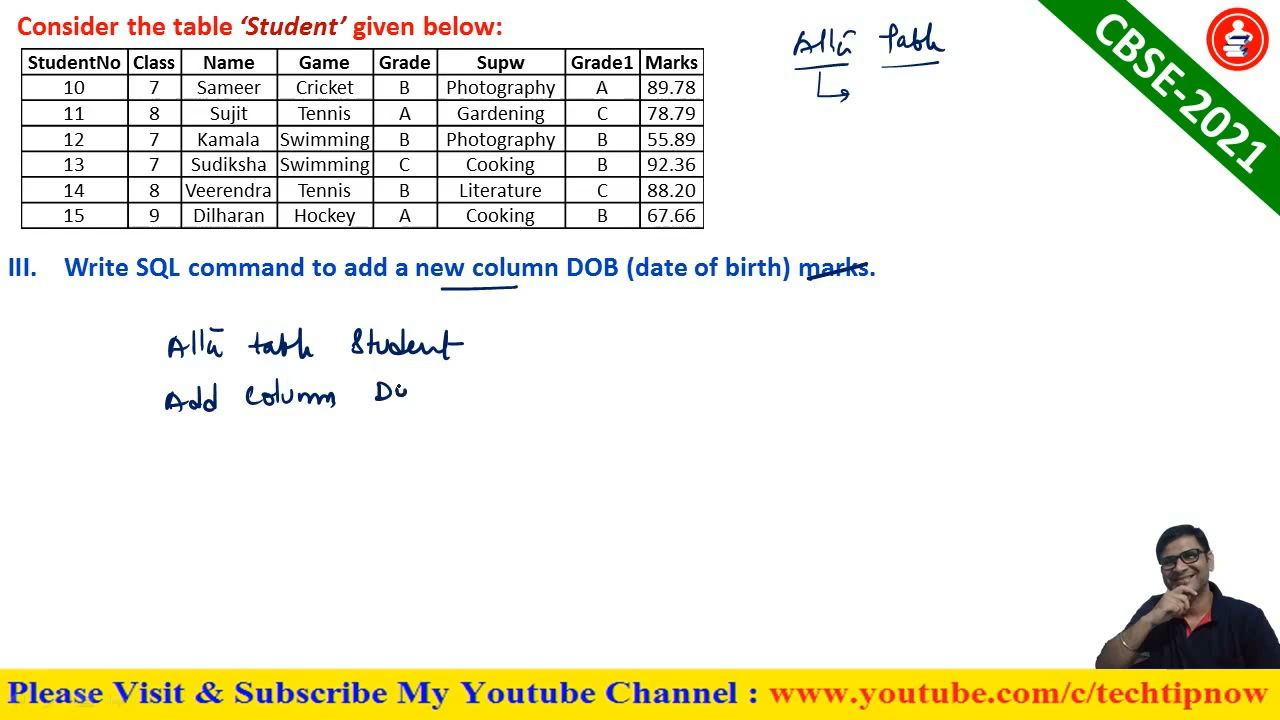 Consider the table ‘Student’ given below:
StudentNo Class Name Game Grade Supw Grade1 Marks
10 7 Sameer Cricket B Photography A 89.78
11 8 Sujit Tennis A Gardening C 78.79
12 7 Kamala Swimming B Photography B 55.89
13 7 Sudiksha Swimming C Cooking B 92.36
14 8 Veerendra Tennis B Literature C 88.20
15 9 Dilharan Hockey A Cooking B 67.66
Alter Table
CBSE-2021
III. Write SQL command to add a new column DOB (date of birth) marks.
Alter table Student
Add Column Do
Please Visit & Subscribe My Youtube Channel : www.youtube.com/c/techtipnow